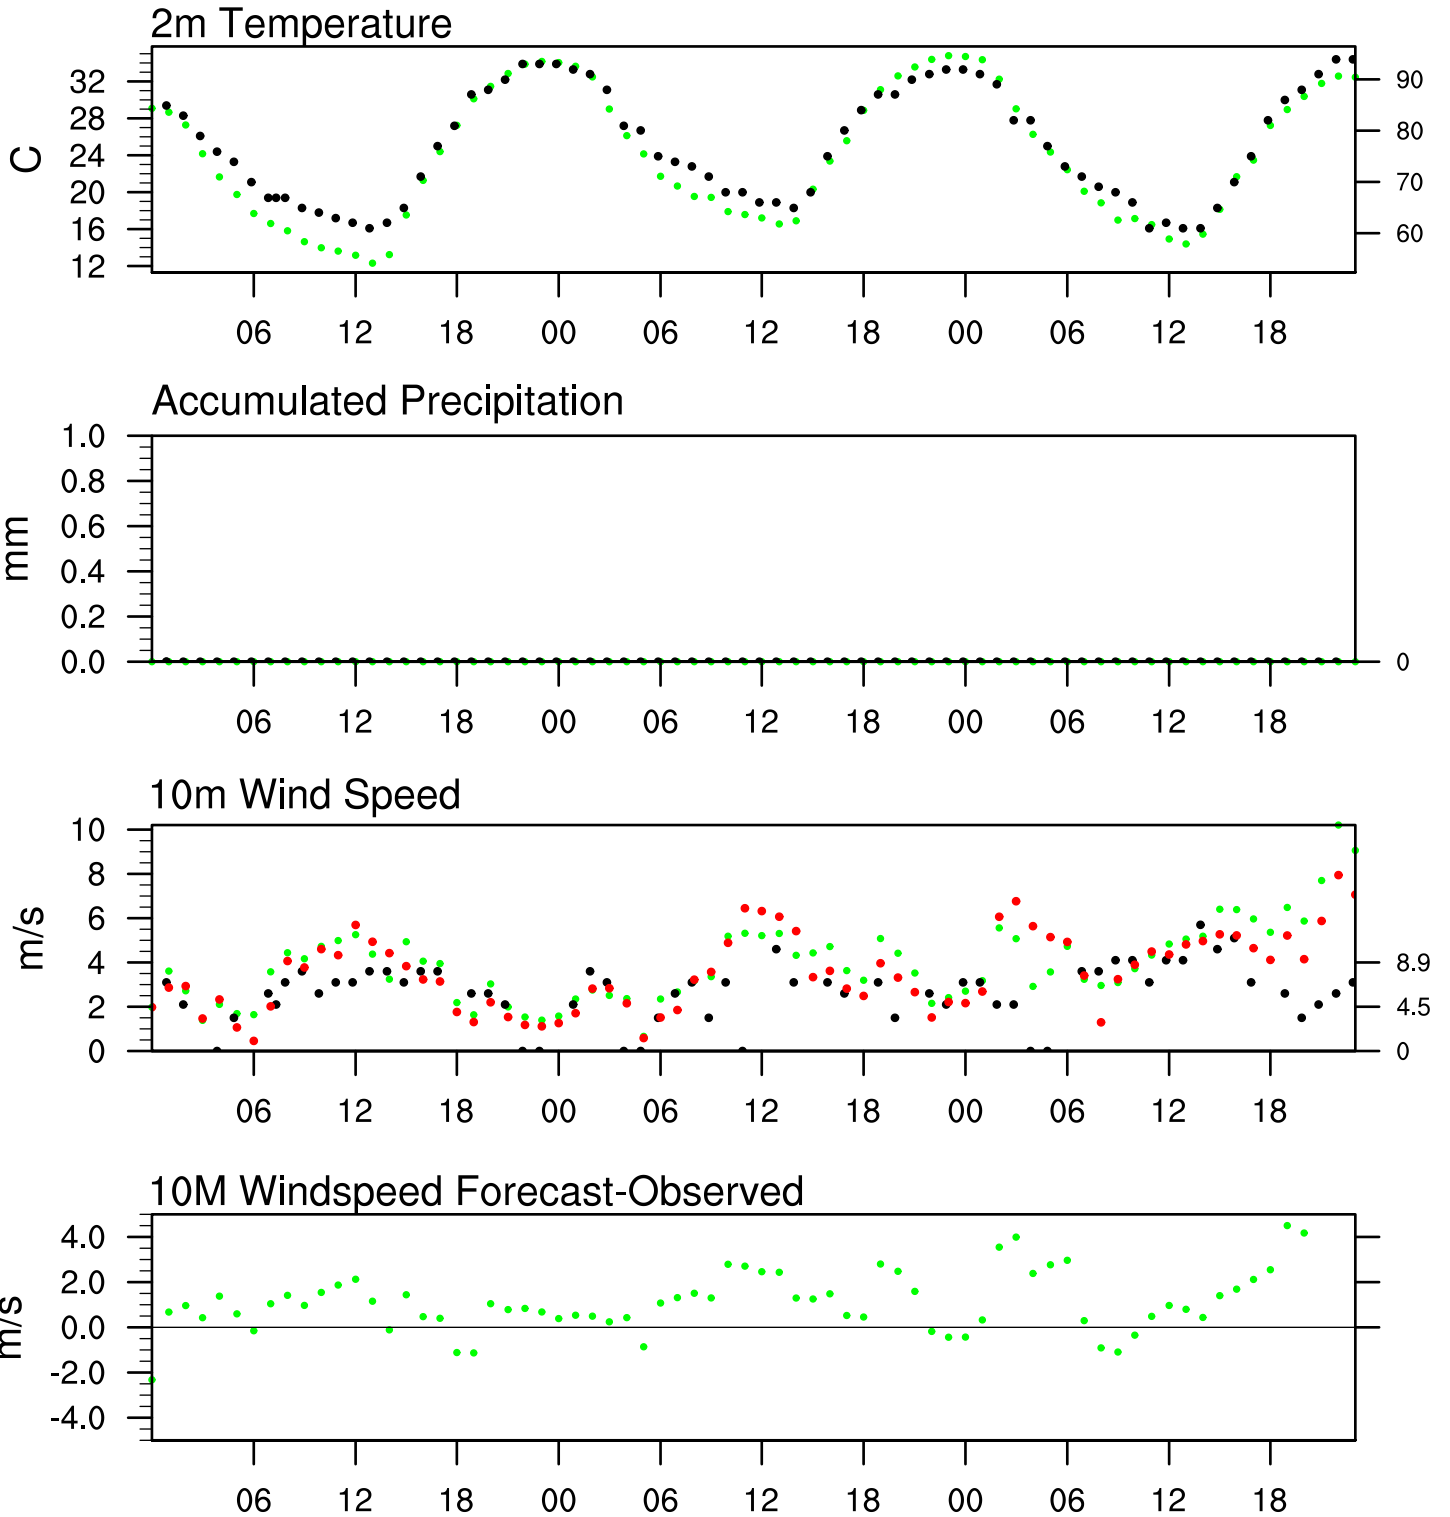 2m Temperature
C
32
28
24
20
16
12
90
80
70
60
06 12 18 00 06 12 18 00 06 12 18
Accumulated Precipitation
mm
1.0
0.8
0.6
0.4
0.2
0.0
0
06 12 18 00 06 12 18 00 06 12 18
10m Wind Speed
m/s
10
8
6
4
2
0
8.9
4.5
0
06 12 18 00 06 12 18 00 06 12 18
10M Windspeed Forecast-Observed
m/s
4.0
2.0
0.0
-2.0
-4.0
06 12 18 00 06 12 18 00 06 12 18